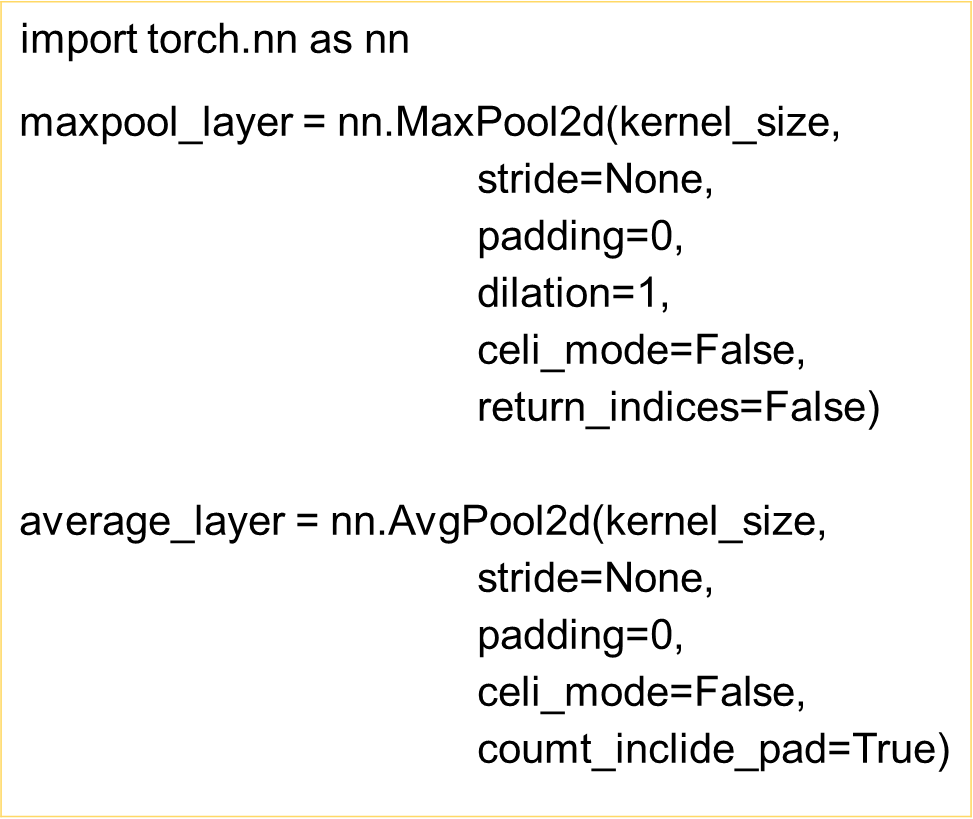 import torch.nn as nn
maxpool_layer = nn.MaxPool2d(kernel_size,
stride=None,
padding=0,
dilation=1,
celi_mode=False,
return_indices=False)
average_layer = nn.AvgPool2d(kernel_size,
stride=None,
padding=0,
celi_mode=False,
coumt_inclide_pad=True)